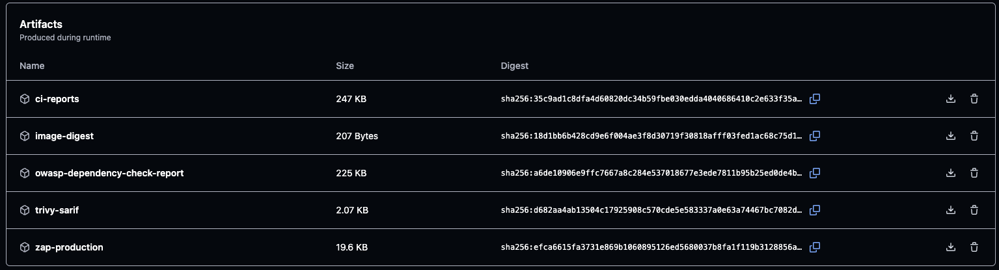 Artifacts
Produced during runtime
Name Size Digest
ci-reports 247 KB sha256:35c9ad1c8dfa4d60820dc34b59fbe030edda4040686410c2e633f35a…
image-digest 207 Bytes sha256:18d1bb6b428cd9e6f004ae3f8d30719f30818afff03fed1ac68c75d1…
owasp-dependency-check-report 225 KB sha256:a6de10906e9ffc7667a8c284e537018677e3ede7811b95b25ed0de4b…
trivy-sarif 2.07 KB sha256:d682aa4ab13504c17925908c570cde5e583337a0e63a74467bc7082d…
zap-production 19.6 KB sha256:efca6615fa3731e869b1060895126ed5680037b8fa1f119b3128856a…